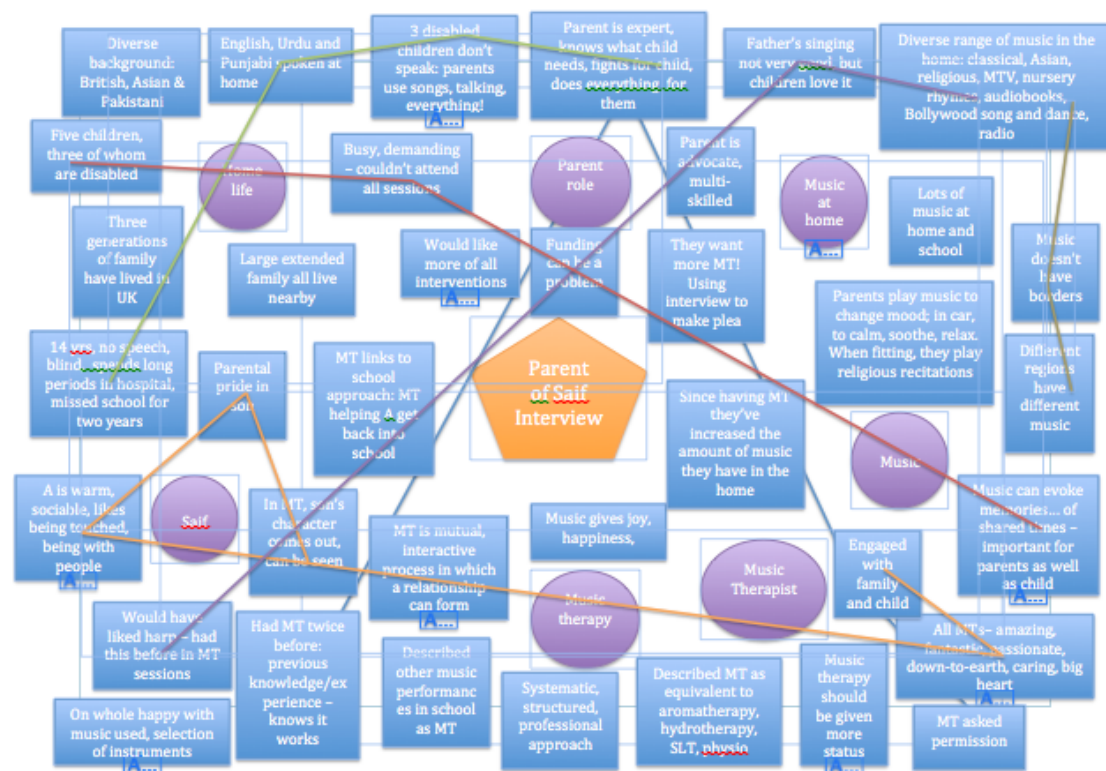 Diverse
background:
British, Asian &
Pakistani
English, Urdu and
Punjabi spoken at
home
3 disabled
children don't
speak: parents
use songs, talking,
everything!
A...
Parent is expert,
knows what child
needs, fights for child,
does everything for
them
Father's singing
not very good, but
children love it
Diverse range of music in the
home: classical, Asian,
religious, MTV, nursery
rhymes, audiobooks,
Bollywood song and dance,
radio
Five children,
three of whom
are disabled
Home
life
Busy, demanding
– couldn't attend
all sessions
Parent
role
Parent is
advocate,
multi-
skilled
Music
at
home
A...
Lots of
music at
home and
school
Three
generations
of family
have lived in
UK
Large extended
family all live
nearby
Would like
more of all
interventions
A...
Funding
can be a
problem
They want
more MT!
Using
interview to
make plea
Music
doesn't
have
borders
Parents play music to
change mood; in car,
to calm, soothe, relax.
When fitting, they play
religious recitations
14 yrs, no speech,
blind, spends long
periods in hospital,
missed school for
two years
Parental
pride in
son
MT links to
school
approach: MT
helping A get
back into
school
Parent
of Saif
Interview
Since having MT
they've
increased the
amount of music
they have in the
home
Different
regions
have
different
music
Music
A is warm,
sociable, likes
being touched,
being with
people
A...
Saif
In MT, son's
character
comes out,
can be seen
MT is mutual,
interactive
process in which
a relationship
can form
A...
Music gives joy,
happiness,
Music
Therapist
Engaged
with
family
and child
Music can evoke
memories... of
shared times –
important for
parents as well
as child
A...
Would have
liked harp – had
this before in MT
sessions
Had MT twice
before:
previous
knowledge/ex
perience –
knows it
works
Described
other music
performanc
es in school
as MT
Music
therapy
Systematic,
structured,
professional
approach
Described MT as
equivalent to
aromatherapy,
hydrotherapy,
SLT, physio
Music
therapy
should
be given
more
status
A...
All MTs– amazing,
fantastic, passionate,
down-to-earth, caring, big
heart
A...
On whole happy with
music used, selection
of instruments
A...
MT asked
permission